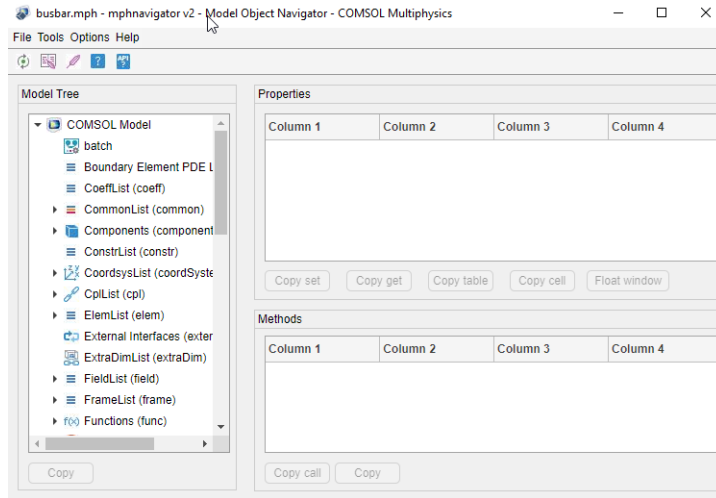 busbar.mph - mphnavigator v2 - Model Object Navigator - COMSOL Multiphysics
File Tools Options Help
Model Tree
COMSOL Model
batch
Boundary Element PDE L
CoeffList (coeff)
CommonList (common)
Components (component
ConstrList (constr)
CoordsysList (coordSyste
CplList (cpl)
ElemList (elem)
External Interfaces (exter
ExtraDimList (extraDim)
FieldList (field)
FrameList (frame)
f(x) Functions (func)
Copy
Properties
Column 1 Column 2 Column 3 Column 4
Copy set Copy get Copy table Copy cell Float window
Methods
Column 1 Column 2 Column 3 Column 4
Copy call Copy